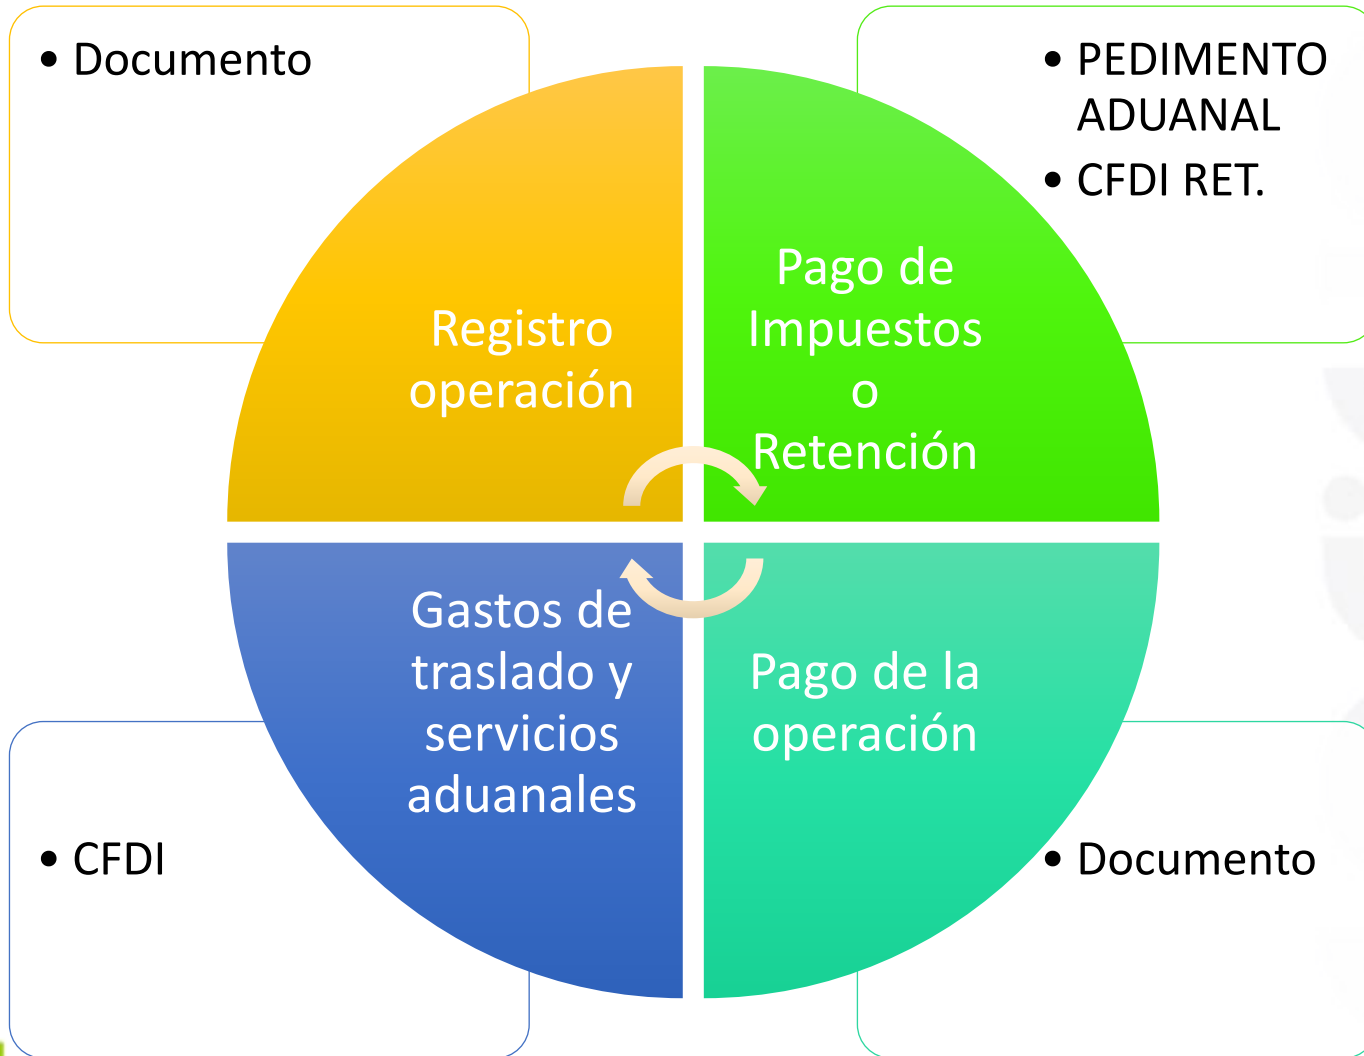 • Documento
• PEDIMENTO
ADUANAL
• CFDI RET.
Registro
operación
Pago de
Impuestos
o
Retención
Gastos de
traslado y
servicios
aduanales
Pago de la
operación
• CFDI
• Documento